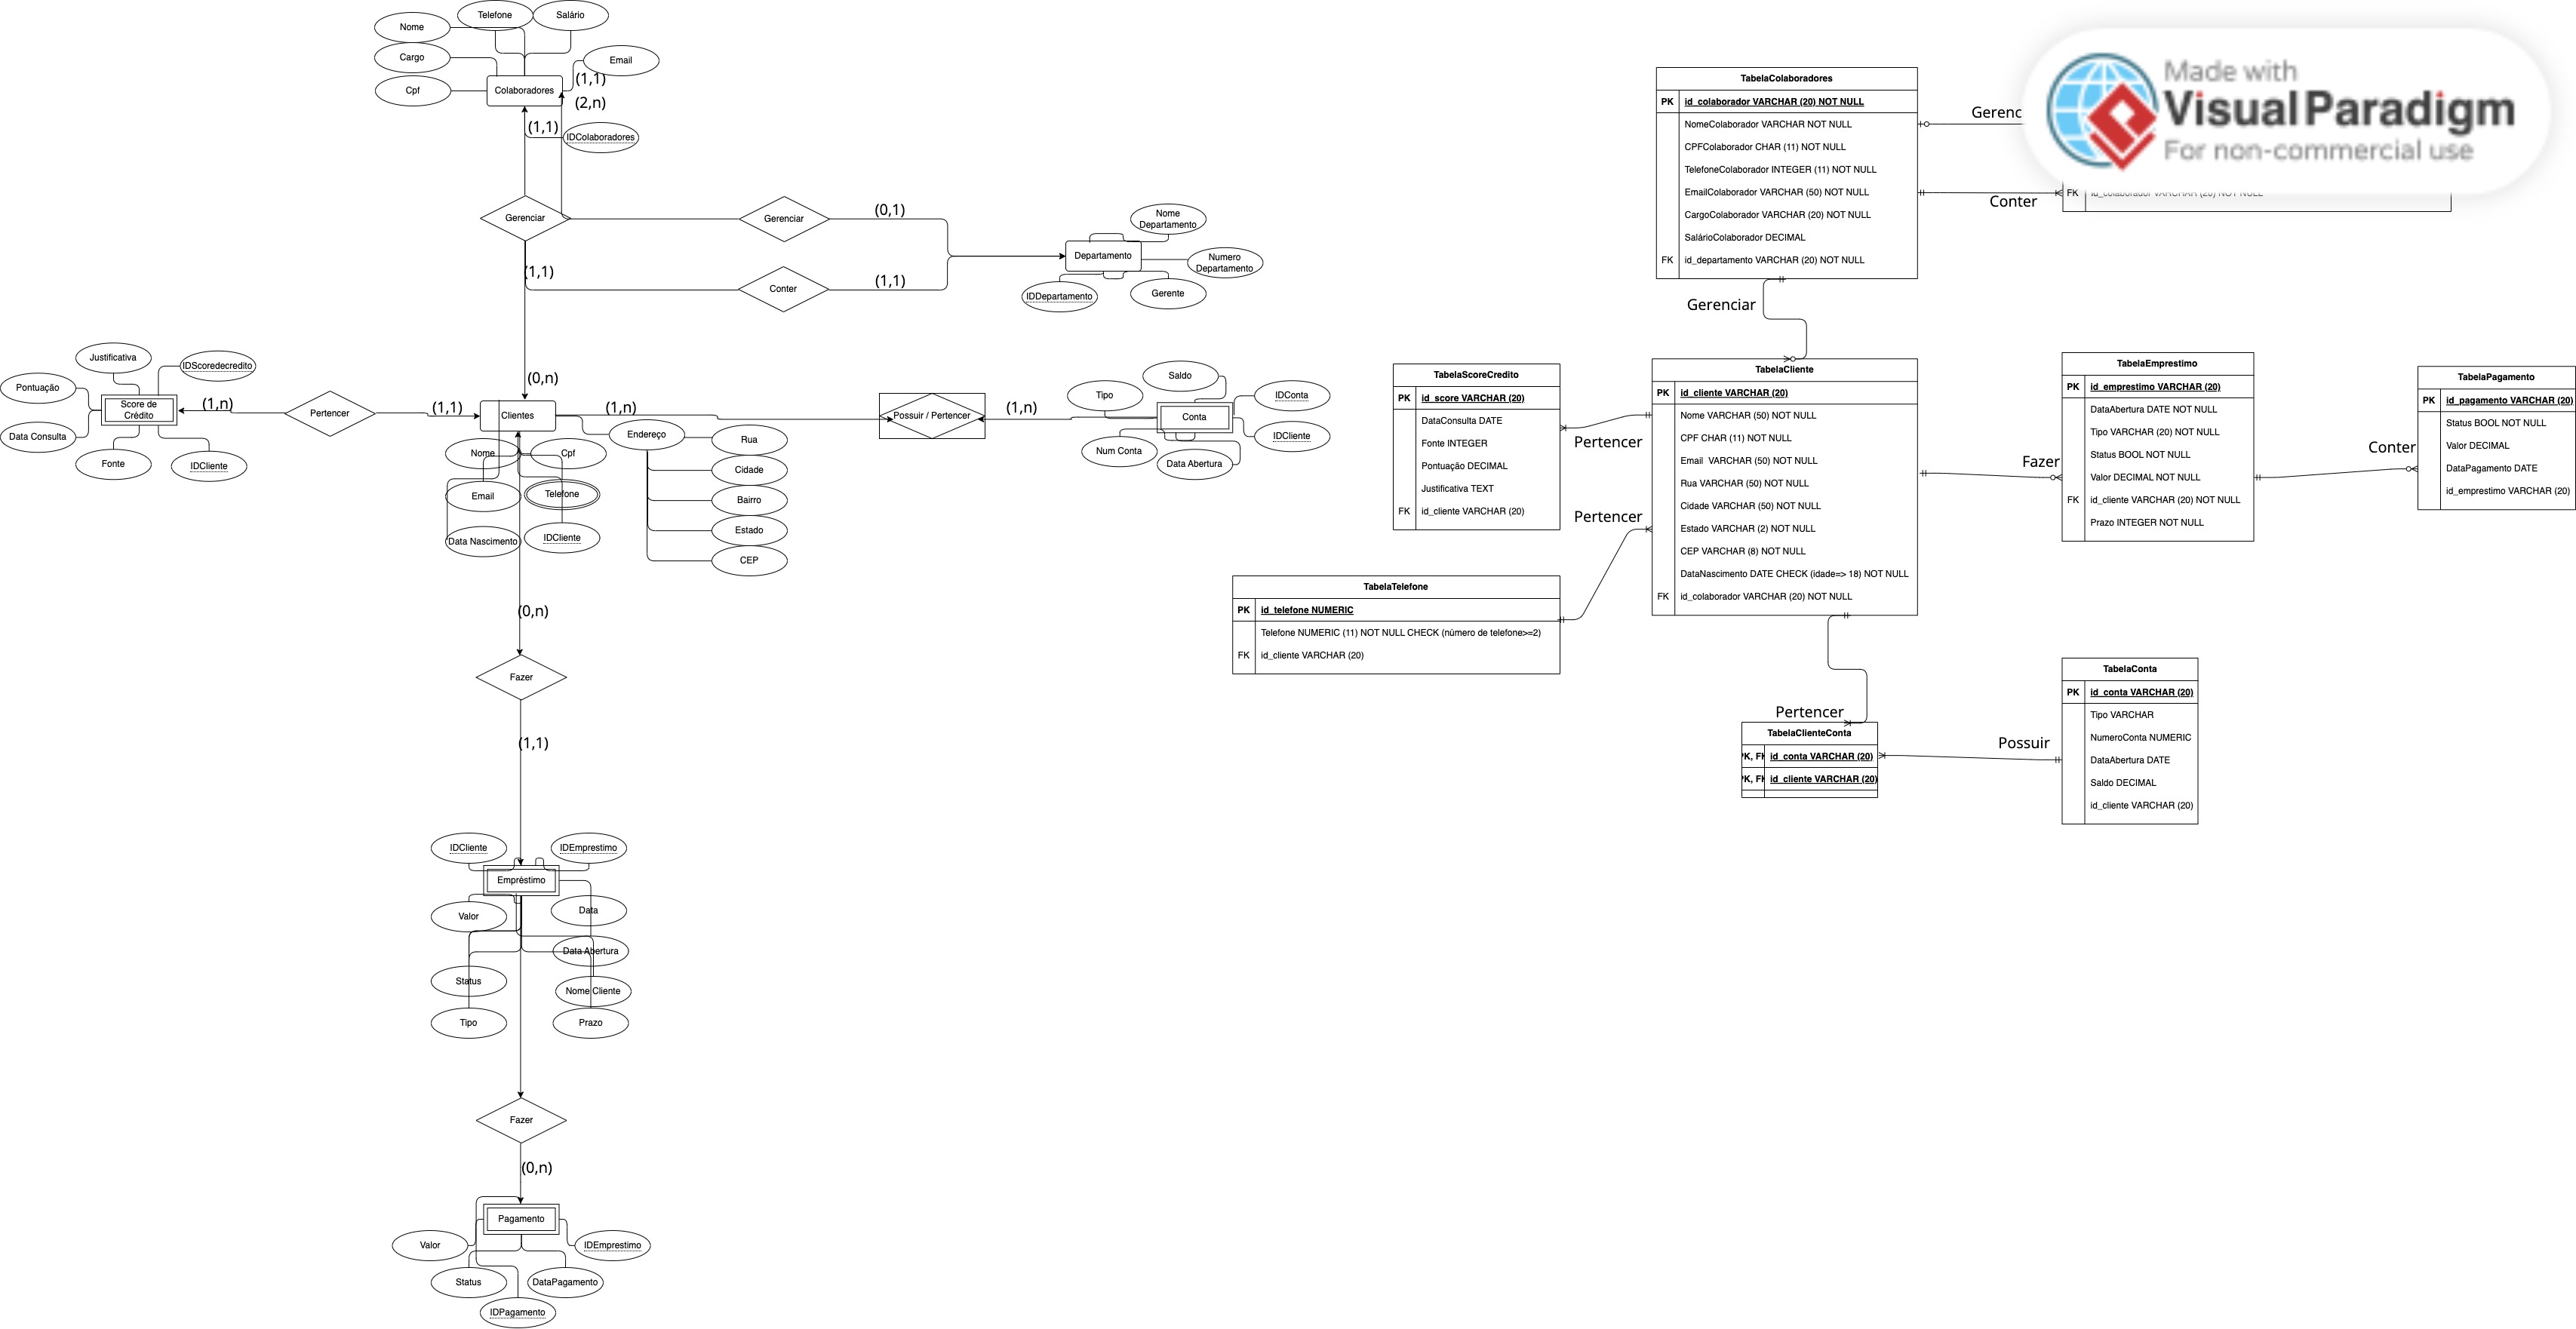 Nome
Telefone
Salário
Cargo
Email
Cpf
Colaboradores
(1,1)
(2,n)
(1,1)
IDColaboradores
Gerenciar
Gerenciar
(0,1)
Nome
Departamento
Departamento
Numero
Departamento
(1,1)
Conter
(1,1)
IDDepartamento
Gerente
Justificativa
IDScoredecredito
Pontuação
Score de
Crédito
(1,n)
Pertencer
(1,1)
Data Consulta
Fonte
IDCliente
(0,n)
Clientes
(1,n)
Possuir / Pertencer
(1,n)
Saldo
Tipo
IDConta
Conta
Num Conta
IDCliente
Data Abertura
Nome
Cpf
Endereço
Rua
Cidade
Email
Telefone
Bairro
Data Nascimento
IDCliente
Estado
CEP
(0,n)
Fazer
(1,1)
IDCliente
IDEmprestimo
Empréstimo
Valor
Data
Data Abertura
Status
Nome Cliente
Tipo
Prazo
Fazer
(0,n)
Pagamento
Valor
IDEmprestimo
Status
DataPagamento
IDPagamento
TabelaColaboradores
PK id_colaborador VARCHAR (20) NOT NULL
NomeColaborador VARCHAR NOT NULL
CPFColaborador CHAR (11) NOT NULL
TelefoneColaborador INTEGER (11) NOT NULL
EmailColaborador VARCHAR (50) NOT NULL
CargoColaborador VARCHAR (20) NOT NULL
SalárioColaborador DECIMAL
FK id_departamento VARCHAR (20) NOT NULL
Gerenc
Conter
Made with
Visual Paradigm
For non-commercial use
FK id_colaborador VARCHAR (20) NOT NULL
Gerenciar
TabelaScoreCredito
PK id_score VARCHAR (20)
DataConsulta DATE
Fonte INTEGER
Pontuação DECIMAL
Justificativa TEXT
FK id_cliente VARCHAR (20)
Pertencer
Pertencer
TabelaCliente
PK id_cliente VARCHAR (20)
Nome VARCHAR (50) NOT NULL
CPF CHAR (11) NOT NULL
Email VARCHAR (50) NOT NULL
Rua VARCHAR (50) NOT NULL
Cidade VARCHAR (50) NOT NULL
Estado VARCHAR (2) NOT NULL
CEP VARCHAR (8) NOT NULL
DataNascimento DATE CHECK (idade=> 18) NOT NULL
FK id_colaborador VARCHAR (20) NOT NULL
Fazer
TabelaEmprestimo
PK id_emprestimo VARCHAR (20)
DataAbertura DATE NOT NULL
Tipo VARCHAR (20) NOT NULL
Status BOOL NOT NULL
Valor DECIMAL NOT NULL
FK id_cliente VARCHAR (20) NOT NULL
Prazo INTEGER NOT NULL
Conter
TabelaPagamento
PK id_pagamento VARCHAR (20)
Status BOOL NOT NULL
Valor DECIMAL
DataPagamento DATE
id_emprestimo VARCHAR (20)
TabelaTelefone
PK id_telefone NUMERIC
Telefone NUMERIC (11) NOT NULL CHECK (número de telefone>=2)
FK id_cliente VARCHAR (20)
Pertencer
TabelaClienteConta
PK, FK id_conta VARCHAR (20)
PK, FK id_cliente VARCHAR (20)
Possuir
TabelaConta
PK id_conta VARCHAR (20)
Tipo VARCHAR
NumeroConta NUMERIC
DataAbertura DATE
Saldo DECIMAL
id_cliente VARCHAR (20)